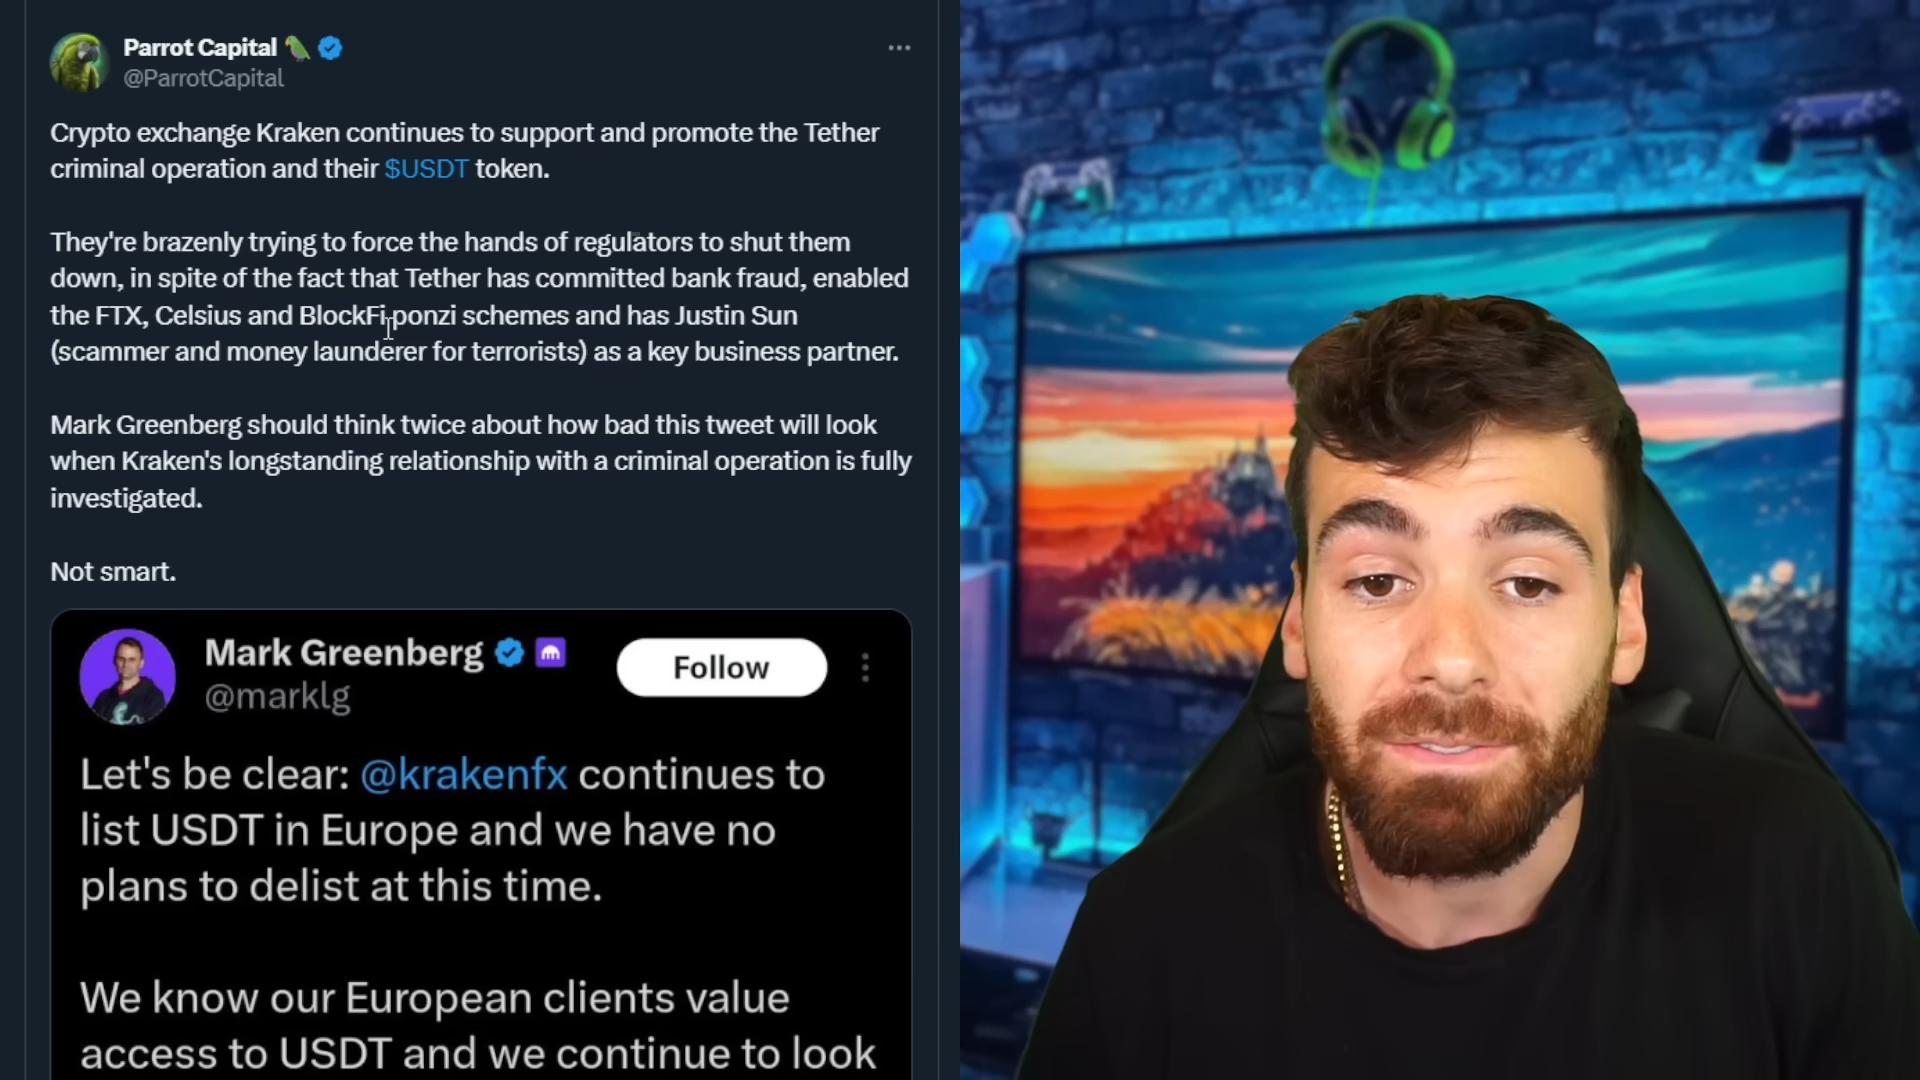 Parrot Capital
@ParrotCapital
Crypto exchange Kraken continues to support and promote the Tether
criminal operation and their $USDT token.
They're brazenly trying to force the hands of regulators to shut them
down, in spite of the fact that Tether has committed bank fraud, enabled
the FTX, Celsius and BlockFi ponzi schemes and has Justin Sun
(scammer and money launderer for terrorists) as a key business partner.
Mark Greenberg should think twice about how bad this tweet will look
when Kraken's longstanding relationship with a criminal operation is fully
investigated.
Not smart.
Mark Greenberg
Follow
@marklg
Let's be clear: @krakenfx continues to
list USDT in Europe and we have no
plans to delist at this time.
We know our European clients value
access to USDT and we continue to look